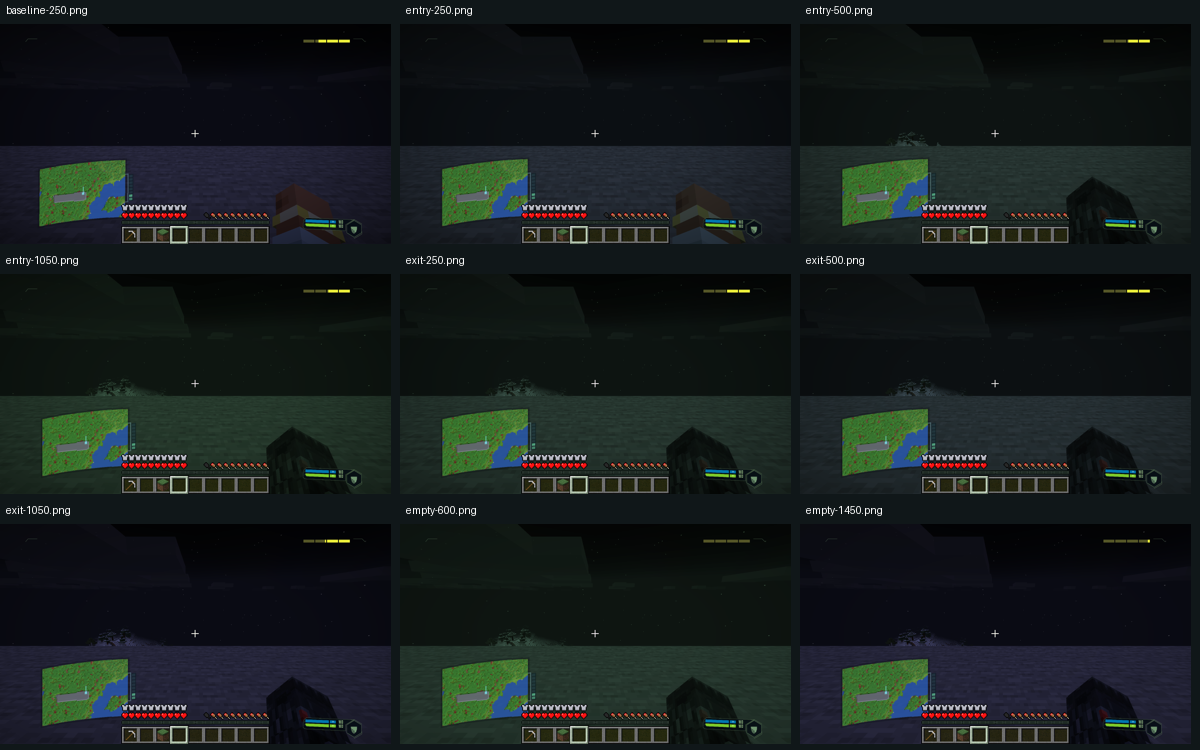 baseline-250.png
entry-250.png
entry-500.png
entry-1050.png
exit-250.png
exit-500.png
exit-1050.png
empty-600.png
empty-1450.png